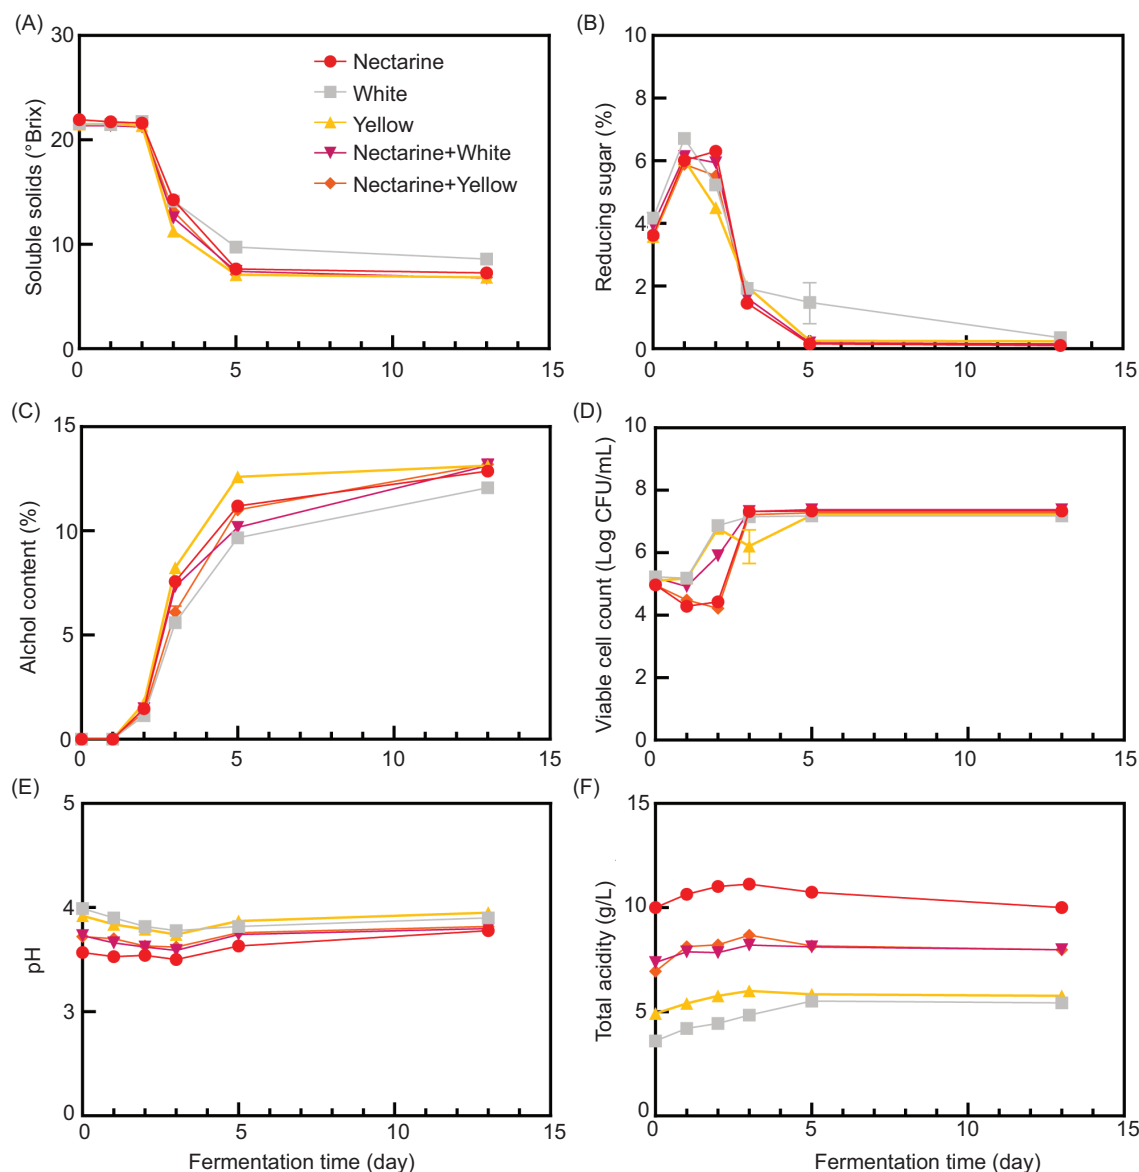 (A)
Soluble solids (°Brix)
30
20
10
0
0 5 10 15
Nectarine
White
Yellow
Nectarine+White
Nectarine+Yellow
(B)
Reducing sugar (%)
10
8
6
4
2
0
0 5 10 15
(C)
Alchol content (%)
15
10
5
0
0 5 10 15
(D)
Viable cell count (Log CFU/mL)
10
8
6
4
2
0
0 5 10 15
(E)
pH
5
4
3
0
0 5 10 15
Fermentation time (day)
(F)
Total acidity (g/L)
15
10
5
0
0 5 10 15
Fermentation time (day)